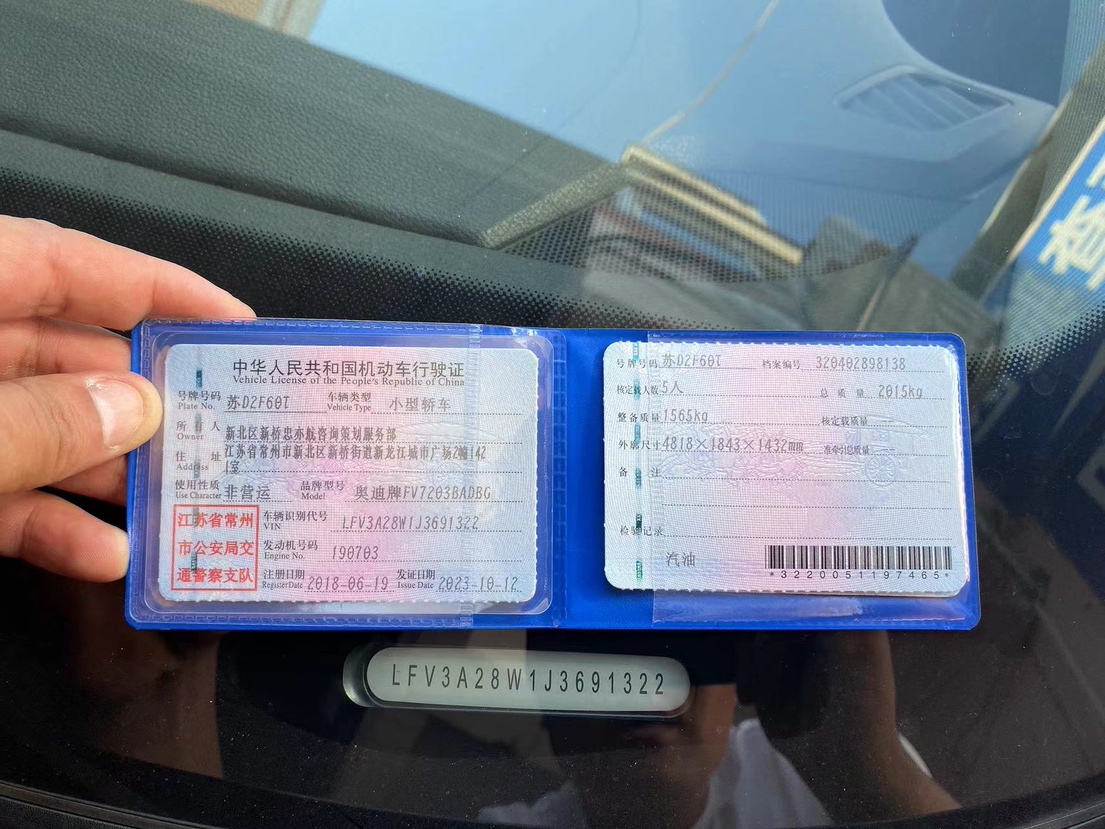 中华人民共和国机动车行驶证
Vehicle License of the People's Republic of China
号牌号码 Plate No. 苏D2F60T 车辆类型 Vehicle Type 小型轿车
所有人 Owner 新北区新桥忠亦航咨询策划服务部
住址 Address 江苏省常州市新北区新桥街道新龙江城市广场2幢142
1室
使用性质 Use Character 非营运 品牌型号 Model 奥迪牌FV7203BADBG
江苏省常州
市公安局交
通警察支队
车辆识别代号 VIN LFV3A28W1J3691322
发动机号码 Engine No. 190703
注册日期 Register Date 2018-06-19 发证日期 Issue Date 2023-10-12
号牌号码 苏D2F60T 档案编号 320402898138
核定载人数 5人 总质量 2015kg
整备质量 1565kg 核定载质量 --
外廓尺寸 4818×1843×1432mm 准牵引总质量 --
备注
检验记录
汽油
*3220051197465*
LFV3A28W1J3691322